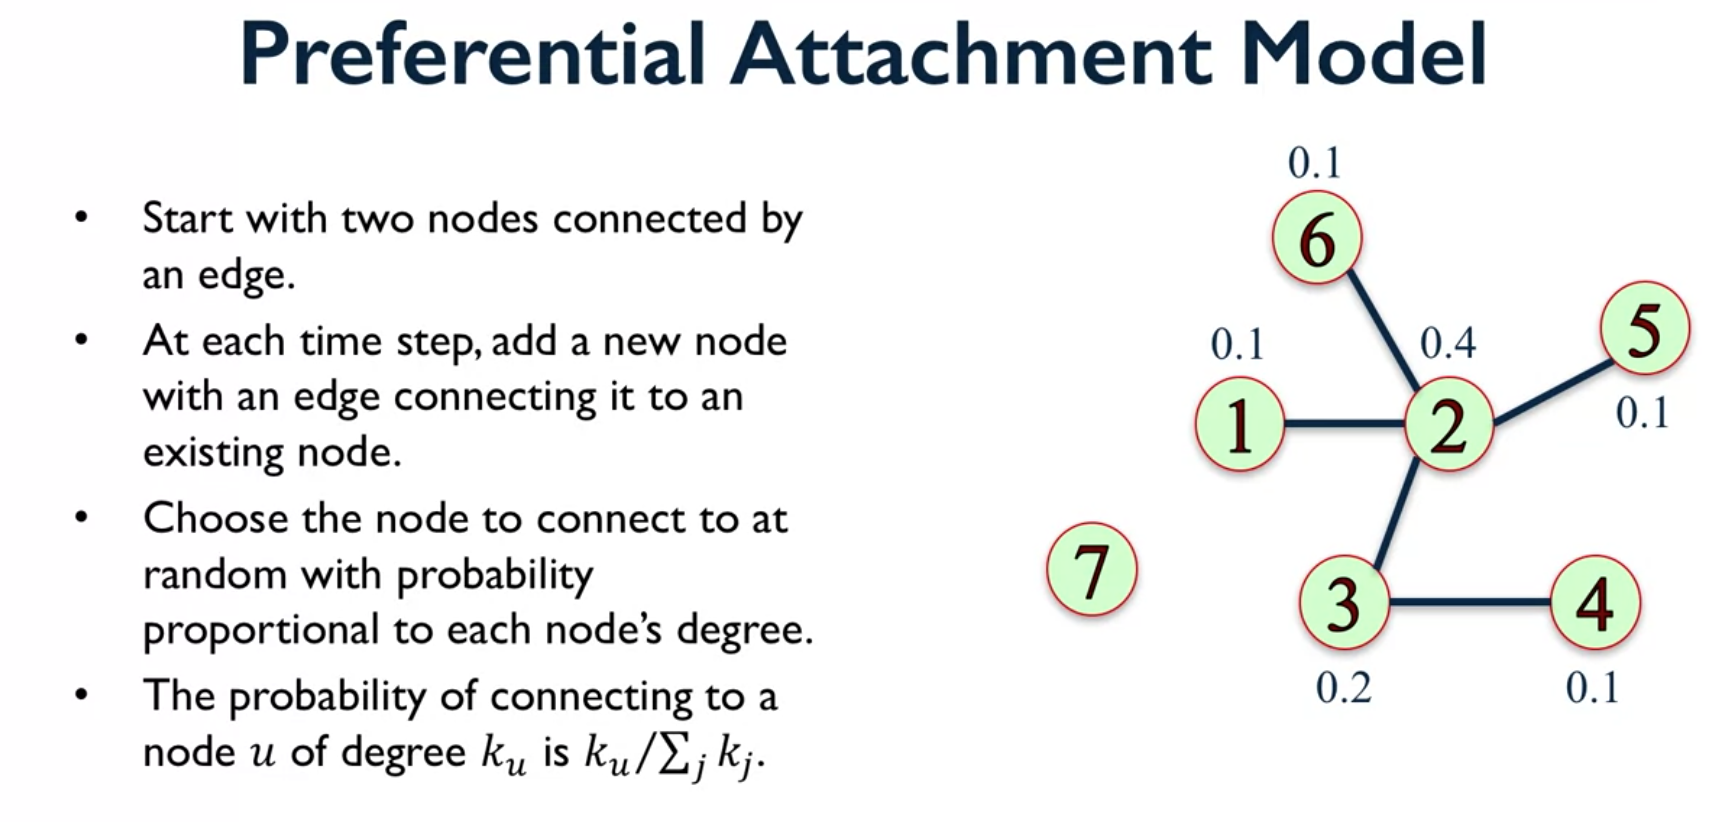 Preferential Attachment Model
• Start with two nodes connected by
an edge.
• At each time step, add a new node
with an edge connecting it to an
existing node.
• Choose the node to connect to at
random with probability
proportional to each node's degree.
• The probability of connecting to a
node u of degree k_u is k_u/∑_j k_j.
0.1
6
5
0.1
0.1
0.4
1
2
7
3
4
0.2
0.1